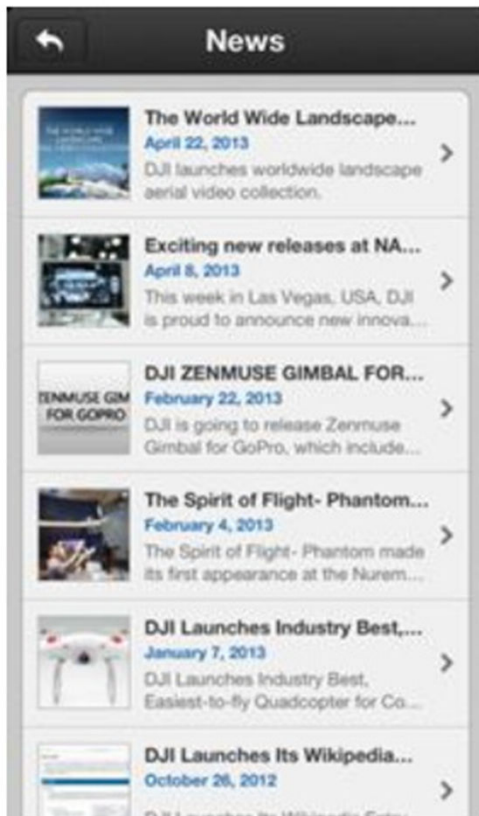 News
The World Wide Landscape...
April 22, 2013
DJI launches worldwide landscape
aerial video collection.
Exciting new releases at NA...
April 8, 2013
This week in Las Vegas, USA, DJI
is proud to announce new innova...
ZENMUSE GIM
FOR GOPRO
DJI ZENMUSE GIMBAL FOR...
February 22, 2013
DJI is going to release Zenmuse
Gimbal for GoPro, which include...
The Spirit of Flight- Phantom...
February 4, 2013
The Spirit of Flight- Phantom made
its first appearance at the Nurem...
DJI Launches Industry Best,...
January 7, 2013
DJI Launches Industry Best,
Easiest-to-fly Quadcopter for Co...
DJI Launches Its Wikipedia...
October 26, 2012
DJI Launches Its Wikipedia Entry